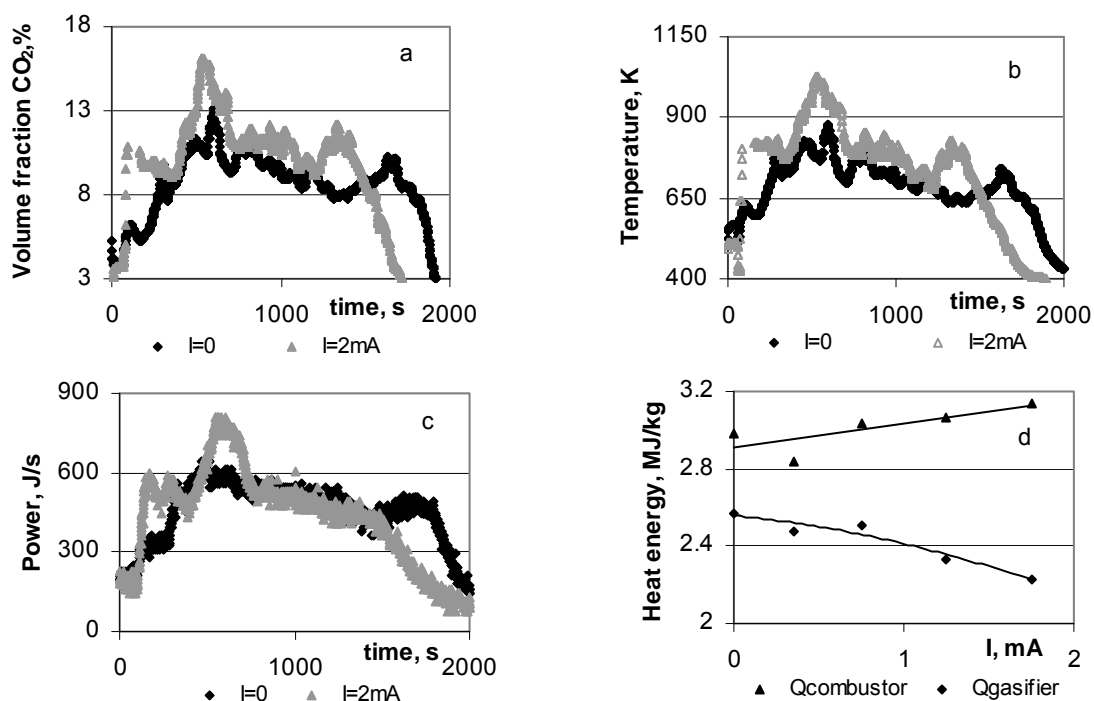 18
13
8
3
Volume fraction CO₂,%
a
0
1000
2000
time, s
I=0
I=2mA
1150
900
650
400
Temperature, K
b
0
1000
2000
time, s
I=0
I=2mA
900
600
300
0
Power, J/s
c
0
1000
2000
time, s
I=0
I=2mA
3.2
2.8
2.4
2
Heat energy, MJ/kg
d
0
1
2
I, mA
Qcombustor
Qgasifier